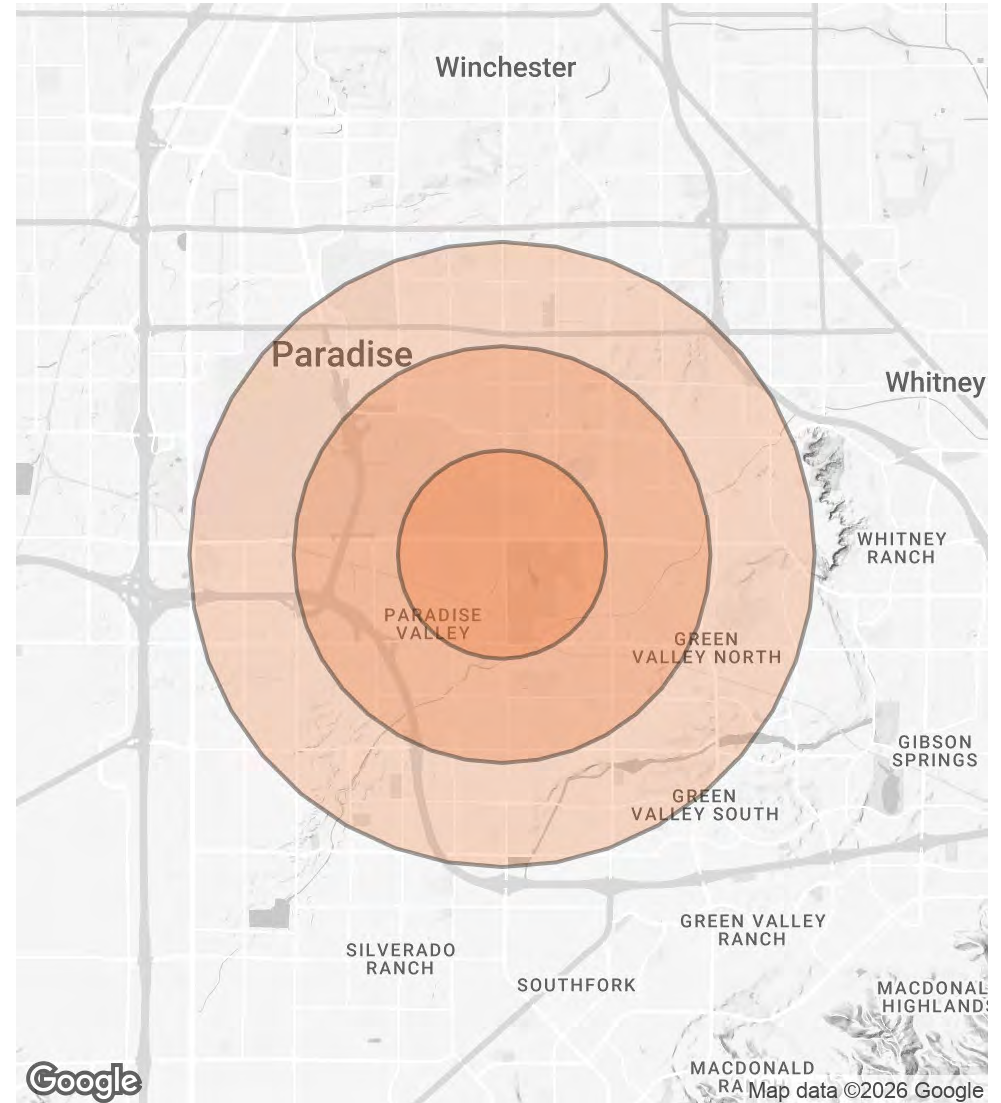 Winchester
Paradise
Whitney
WHITNEY
RANCH
PARADISE
VALLEY
GREEN
VALLEY NORTH
GIBSON
SPRINGS
GREEN
VALLEY SOUTH
GREEN VALLEY
RANCH
SILVERADO
RANCH
SOUTHFORK
MACDONAL
HIGHLANDS
MACDONALD
RANCH
Google
Map data ©2026 Google